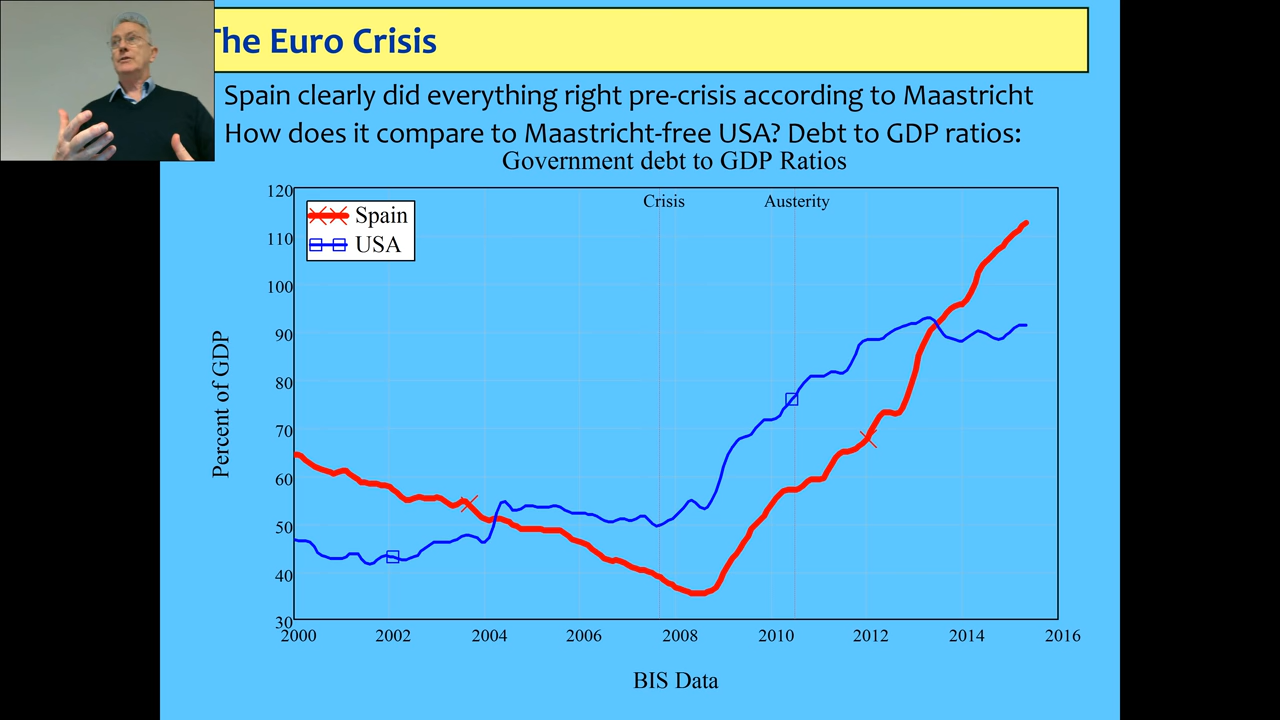 The Euro Crisis
Spain clearly did everything right pre-crisis according to Maastricht
How does it compare to Maastricht-free USA? Debt to GDP ratios:
Government debt to GDP Ratios
Crisis
Austerity
Spain
USA
120
110
100
90
80
70
60
50
40
30
Percent of GDP
2000 2002 2004 2006 2008 2010 2012 2014 2016
BIS Data